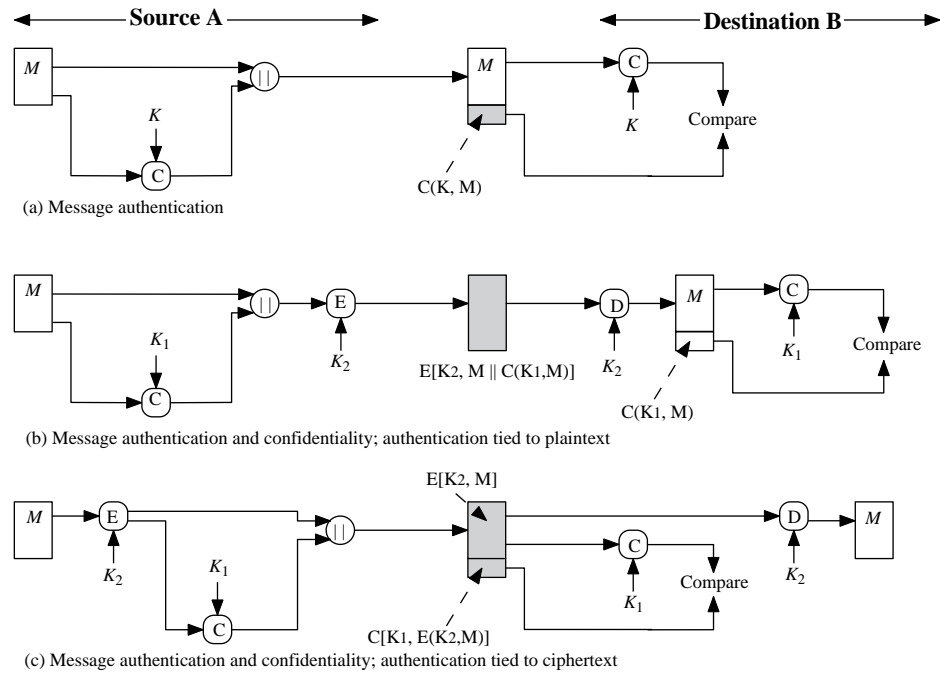 Source A
Destination B
M
||
M
C
K
C
K
Compare
C(K, M)
(a) Message authentication
M
||
E
K2
K1
C
E[K2, M || C(K1,M)]
D
K2
M
C
K1
Compare
C(K1, M)
(b) Message authentication and confidentiality; authentication tied to plaintext
M
E
K2
K1
C
||
E[K2, M]
C
K1
Compare
D
K2
M
C[K1, E(K2,M)]
(c) Message authentication and confidentiality; authentication tied to ciphertext